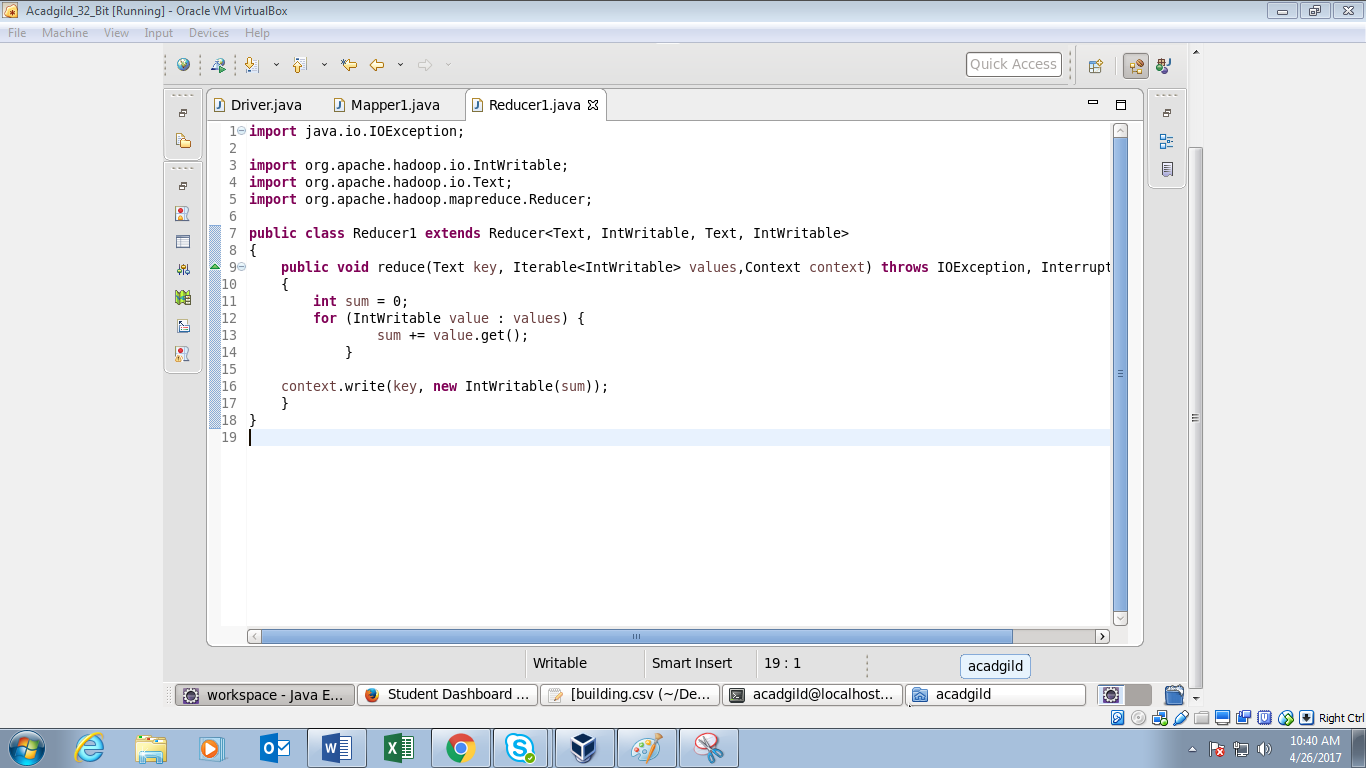 Acadgild_32_Bit [Running] - Oracle VM VirtualBox
File Machine View Input Devices Help
Quick Access
Driver.java Mapper1.java Reducer1.java
1 import java.io.IOException;
2
3 import org.apache.hadoop.io.IntWritable;
4 import org.apache.hadoop.io.Text;
5 import org.apache.hadoop.mapreduce.Reducer;
6
7 public class Reducer1 extends Reducer<Text, IntWritable, Text, IntWritable>
8 {
9 public void reduce(Text key, Iterable<IntWritable> values,Context context) throws IOException, Interrupt
10 {
11 int sum = 0;
12 for (IntWritable value : values) {
13 sum += value.get();
14 }
15
16 context.write(key, new IntWritable(sum));
17 }
18 }
19
Writable Smart Insert 19 : 1 acadgild
workspace - Java E... Student Dashboard ... [building.csv (~/De... acadgild@localhost... acadgild
Right Ctrl
10:40 AM
4/26/2017